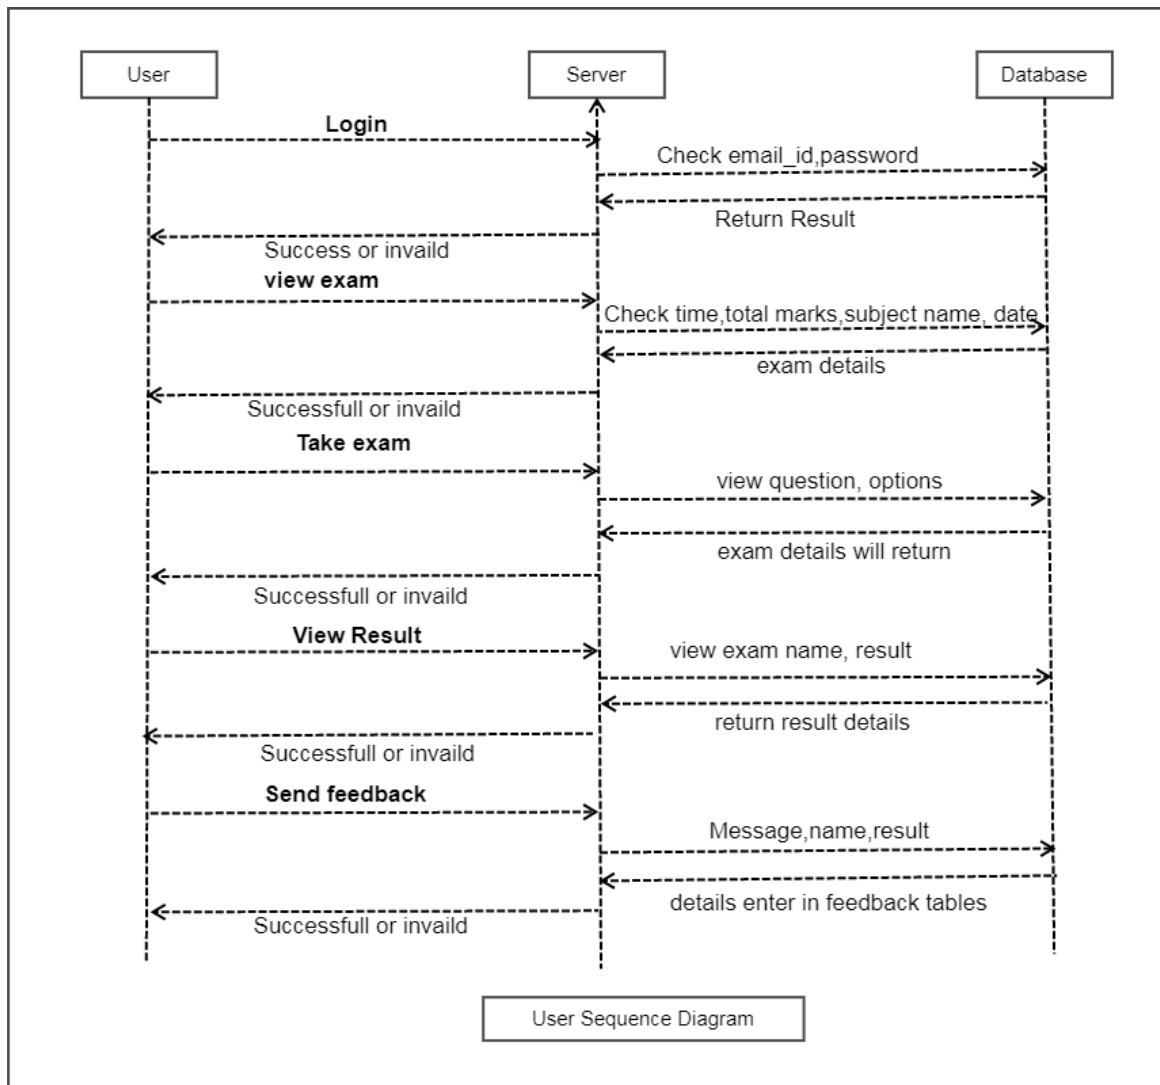 User
Server
Database
Login
Check email_id,password
Return Result
Success or invaild
view exam
Check time,total marks,subject name, date
exam details
Successfull or invaild
Take exam
view question, options
exam details will return
Successfull or invaild
View Result
view exam name, result
return result details
Successfull or invaild
Send feedback
Message,name,result
details enter in feedback tables
Successfull or invaild
User Sequence Diagram